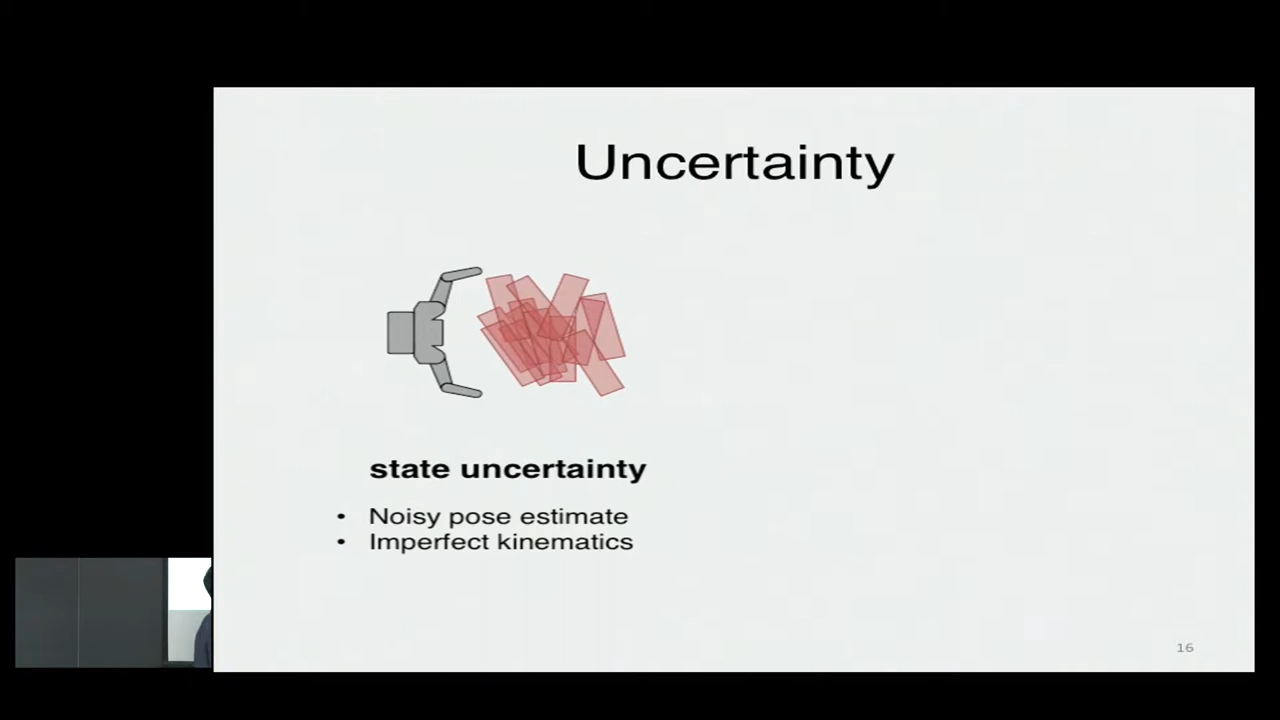 Uncertainty
state uncertainty
• Noisy pose estimate
• Imperfect kinematics
16